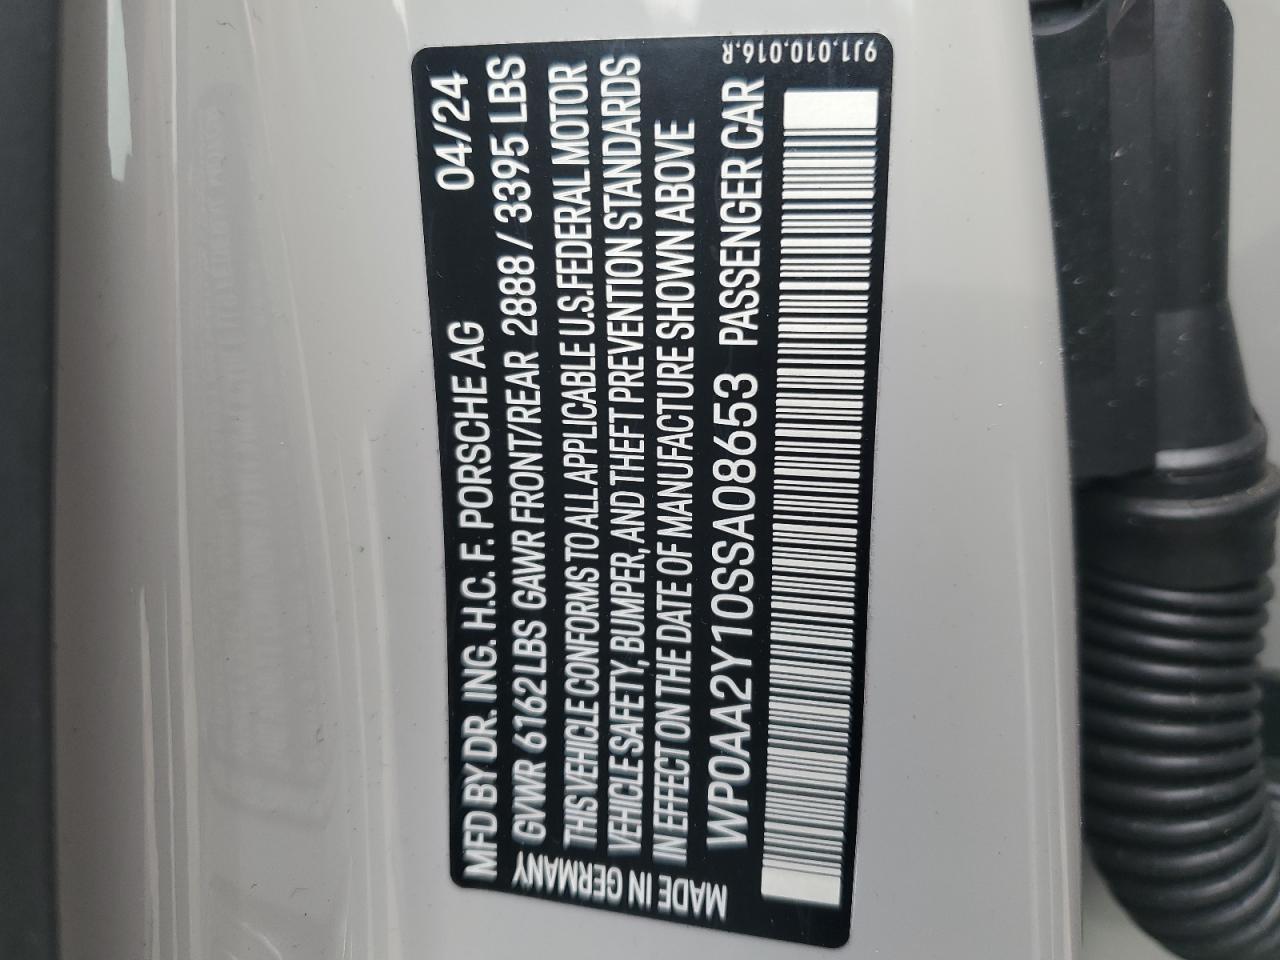 MFD BY DR. ING. H.C. F. PORSCHE AG 04/24
GVWR 6162 LBS GAWR FRONT/REAR 2888 / 3395 LBS
THIS VEHICLE CONFORMS TO ALL APPLICABLE U.S. FEDERAL MOTOR
VEHICLE SAFETY, BUMPER, AND THEFT PREVENTION STANDARDS
IN EFFECT ON THE DATE OF MANUFACTURE SHOWN ABOVE
WP0AA2Y10SSA08653 PASSENGER CAR
MADE IN GERMANY
9J1.010.016.R